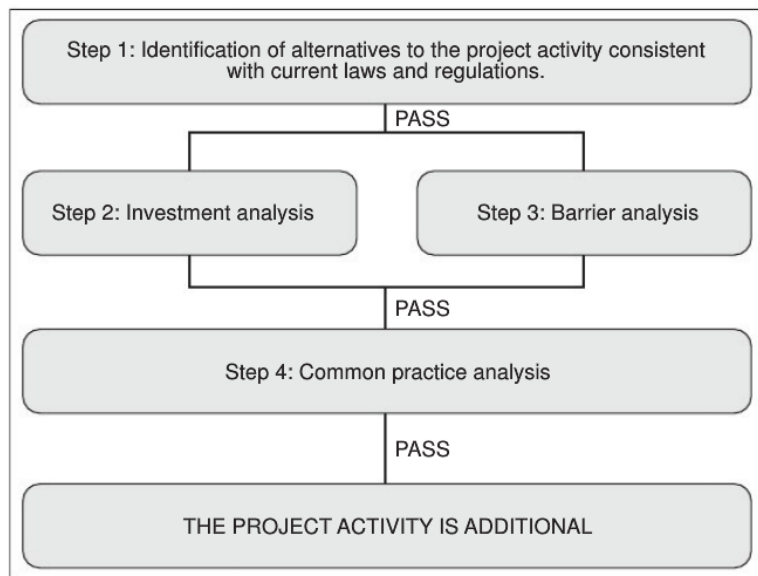 Step 1: Identification of alternatives to the project activity consistent
with current laws and regulations.
PASS
Step 2: Investment analysis
Step 3: Barrier analysis
PASS
Step 4: Common practice analysis
PASS
THE PROJECT ACTIVITY IS ADDITIONAL